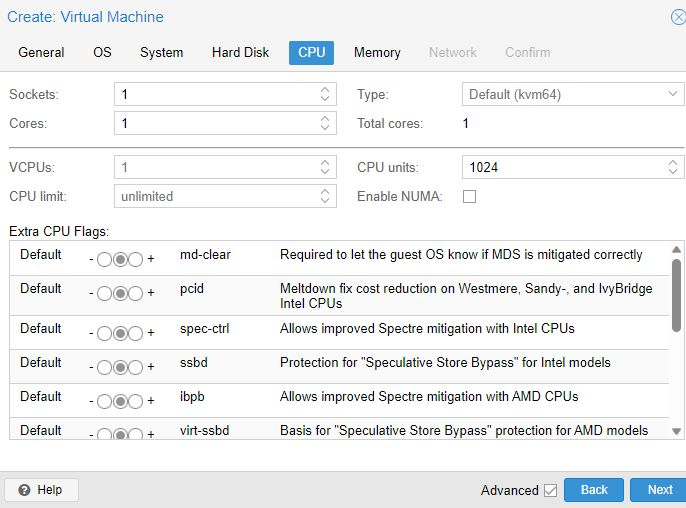 Create: Virtual Machine
General OS System Hard Disk CPU Memory Network Confirm
Sockets: 1 Type: Default (kvm64)
Cores: 1 Total cores: 1
VCPUs: 1 CPU units: 1024
CPU limit: unlimited Enable NUMA:
Extra CPU Flags:
Default - + md-clear Required to let the guest OS know if MDS is mitigated correctly
Default - + pcid Meltdown fix cost reduction on Westmere, Sandy-, and IvyBridge
Intel CPUs
Default - + spec-ctrl Allows improved Spectre mitigation with Intel CPUs
Default - + ssbd Protection for "Speculative Store Bypass" for Intel models
Default - + ibpb Allows improved Spectre mitigation with AMD CPUs
Default - + virt-ssbd Basis for "Speculative Store Bypass" protection for AMD models
Help Advanced Back Next